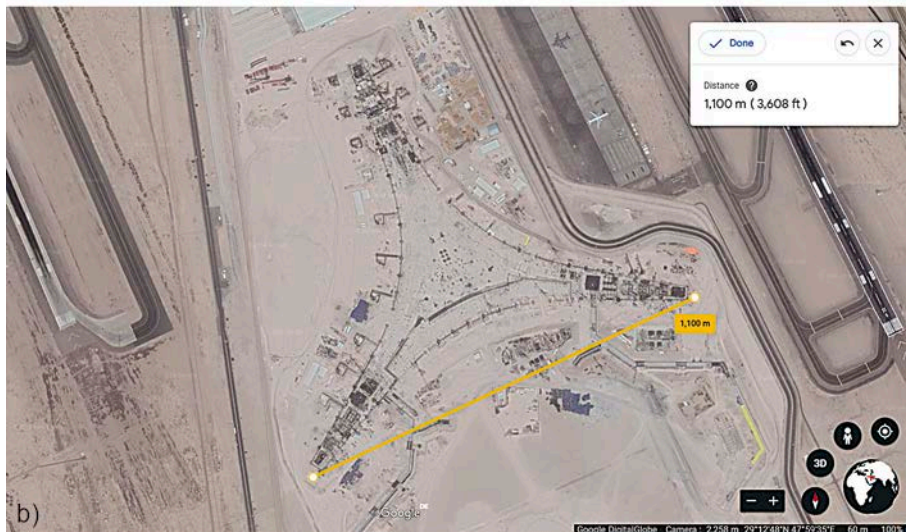 Done
Distance
1,100 m ( 3,608 ft )
1,100 m
3D
b)
Google
DE
Google DigitalGlobe Camera : 2,258 m 29°12'48"N 47°59'35"E 60 m 100%